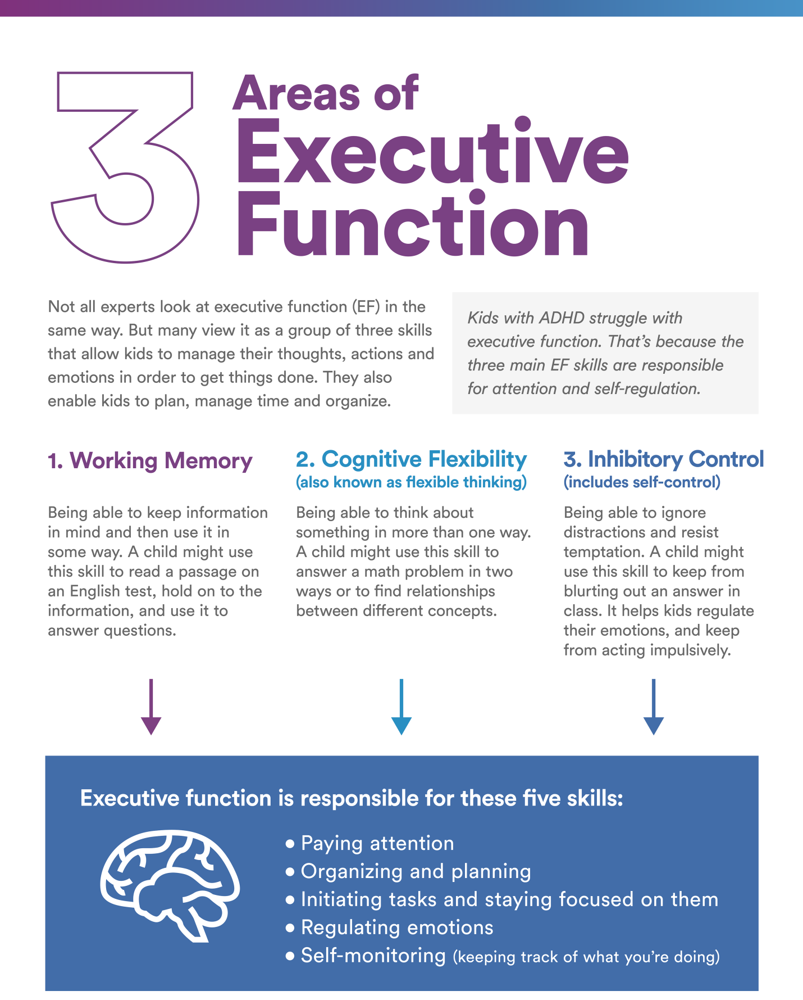 3 Areas of
Executive
Function
Not all experts look at executive function (EF) in the
same way. But many view it as a group of three skills
that allow kids to manage their thoughts, actions and
emotions in order to get things done. They also
enable kids to plan, manage time and organize.
Kids with ADHD struggle with
executive function. That’s because the
three main EF skills are responsible
for attention and self-regulation.
1. Working Memory
Being able to keep information
in mind and then use it in
some way. A child might use
this skill to read a passage on
an English test, hold on to the
information, and use it to
answer questions.
2. Cognitive Flexibility
(also known as flexible thinking)
Being able to think about
something in more than one way.
A child might use this skill to
answer a math problem in two
ways or to find relationships
between different concepts.
3. Inhibitory Control
(includes self-control)
Being able to ignore
distractions and resist
temptation. A child might
use this skill to keep from
blurting out an answer in
class. It helps kids regulate
their emotions, and keep
from acting impulsively.
Executive function is responsible for these five skills:
• Paying attention
• Organizing and planning
• Initiating tasks and staying focused on them
• Regulating emotions
• Self-monitoring (keeping track of what you’re doing)